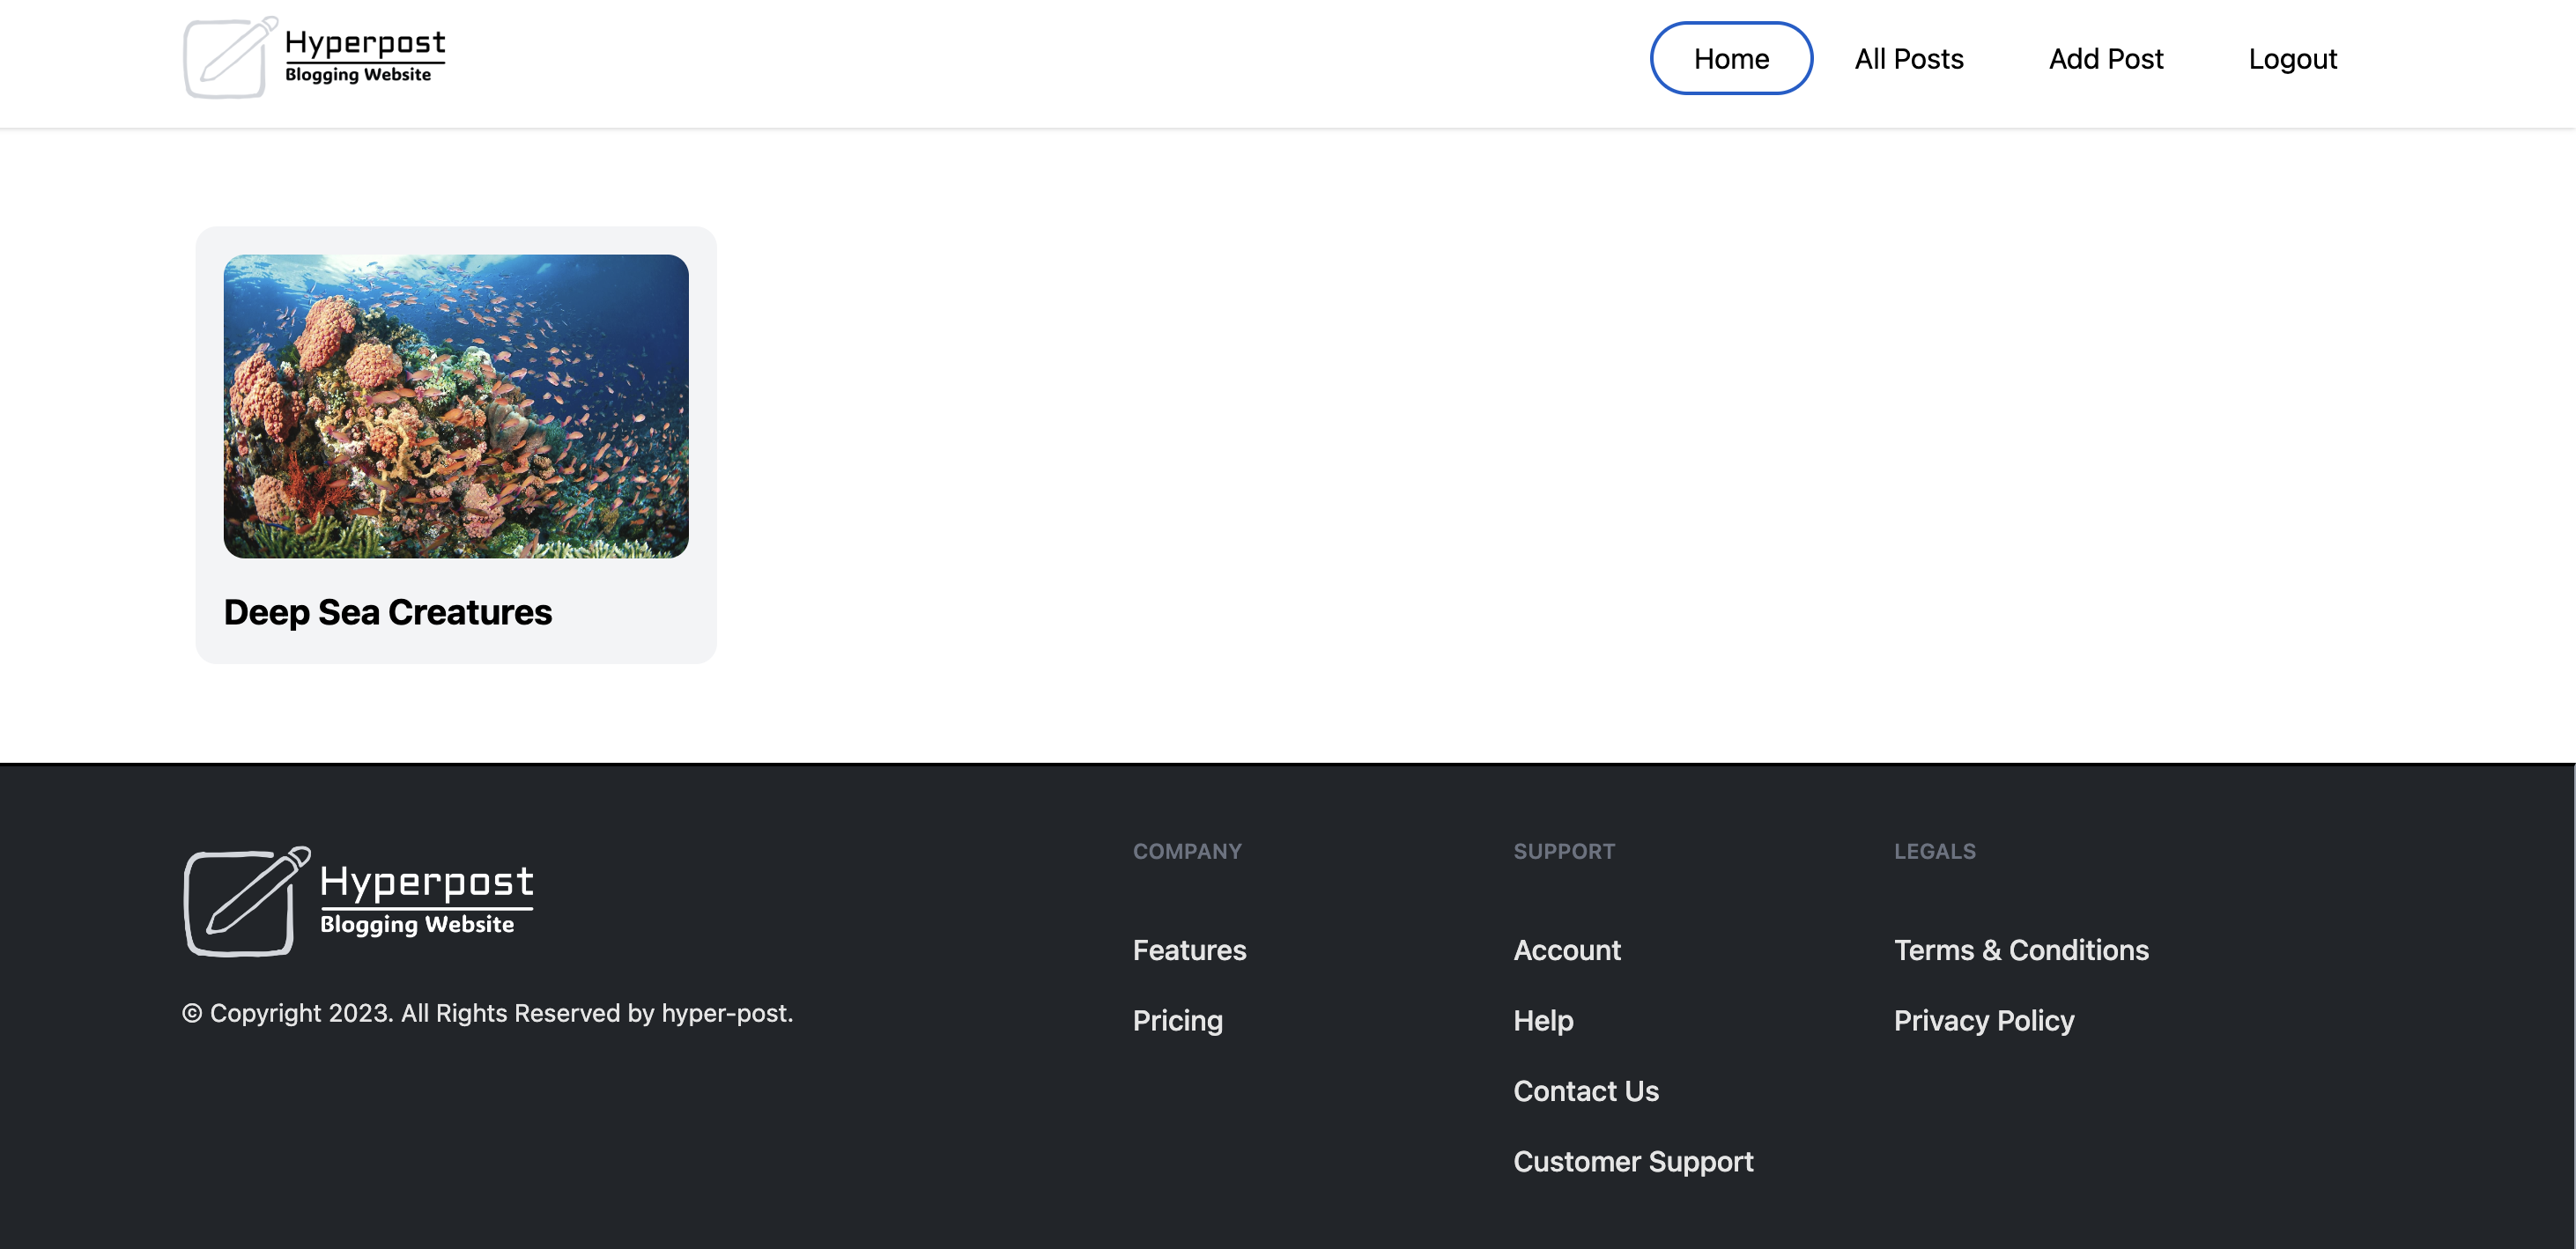 Hyperpost
Blogging Website
Home
All Posts
Add Post
Logout
Deep Sea Creatures
Hyperpost
Blogging Website
© Copyright 2023. All Rights Reserved by hyper-post.
COMPANY
Features
Pricing
SUPPORT
Account
Help
Contact Us
Customer Support
LEGALS
Terms & Conditions
Privacy Policy